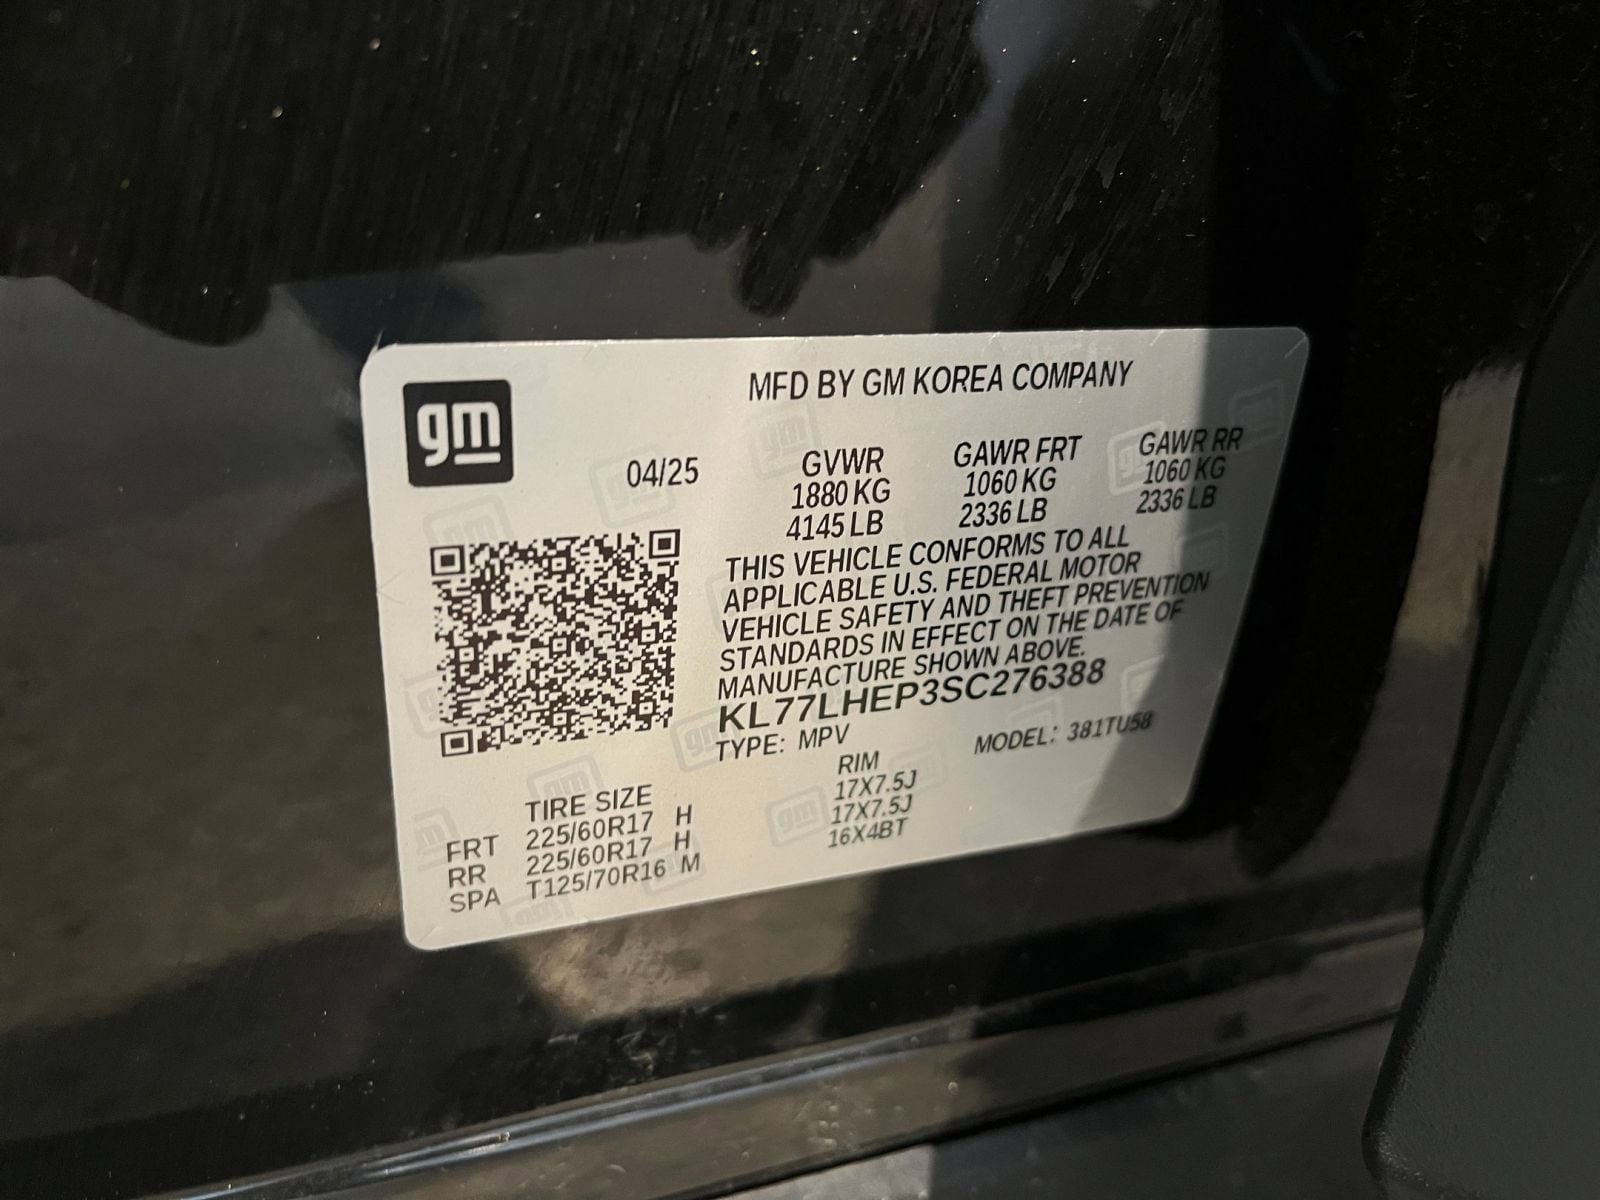 gm
MFD BY GM KOREA COMPANY
04/25
GVWR GAWR FRT GAWR RR
1880 KG 1060 KG 1060 KG
4145 LB 2336 LB 2336 LB
THIS VEHICLE CONFORMS TO ALL
APPLICABLE U.S. FEDERAL MOTOR
VEHICLE SAFETY AND THEFT PREVENTION
STANDARDS IN EFFECT ON THE DATE OF
MANUFACTURE SHOWN ABOVE.
KL77LHEP3SC276388
TYPE: MPV MODEL: 381TU58
TIRE SIZE RIM
FRT 225/60R17 H 17X7.5J
RR 225/60R17 H 17X7.5J
SPA T125/70R16 M 16X4BT